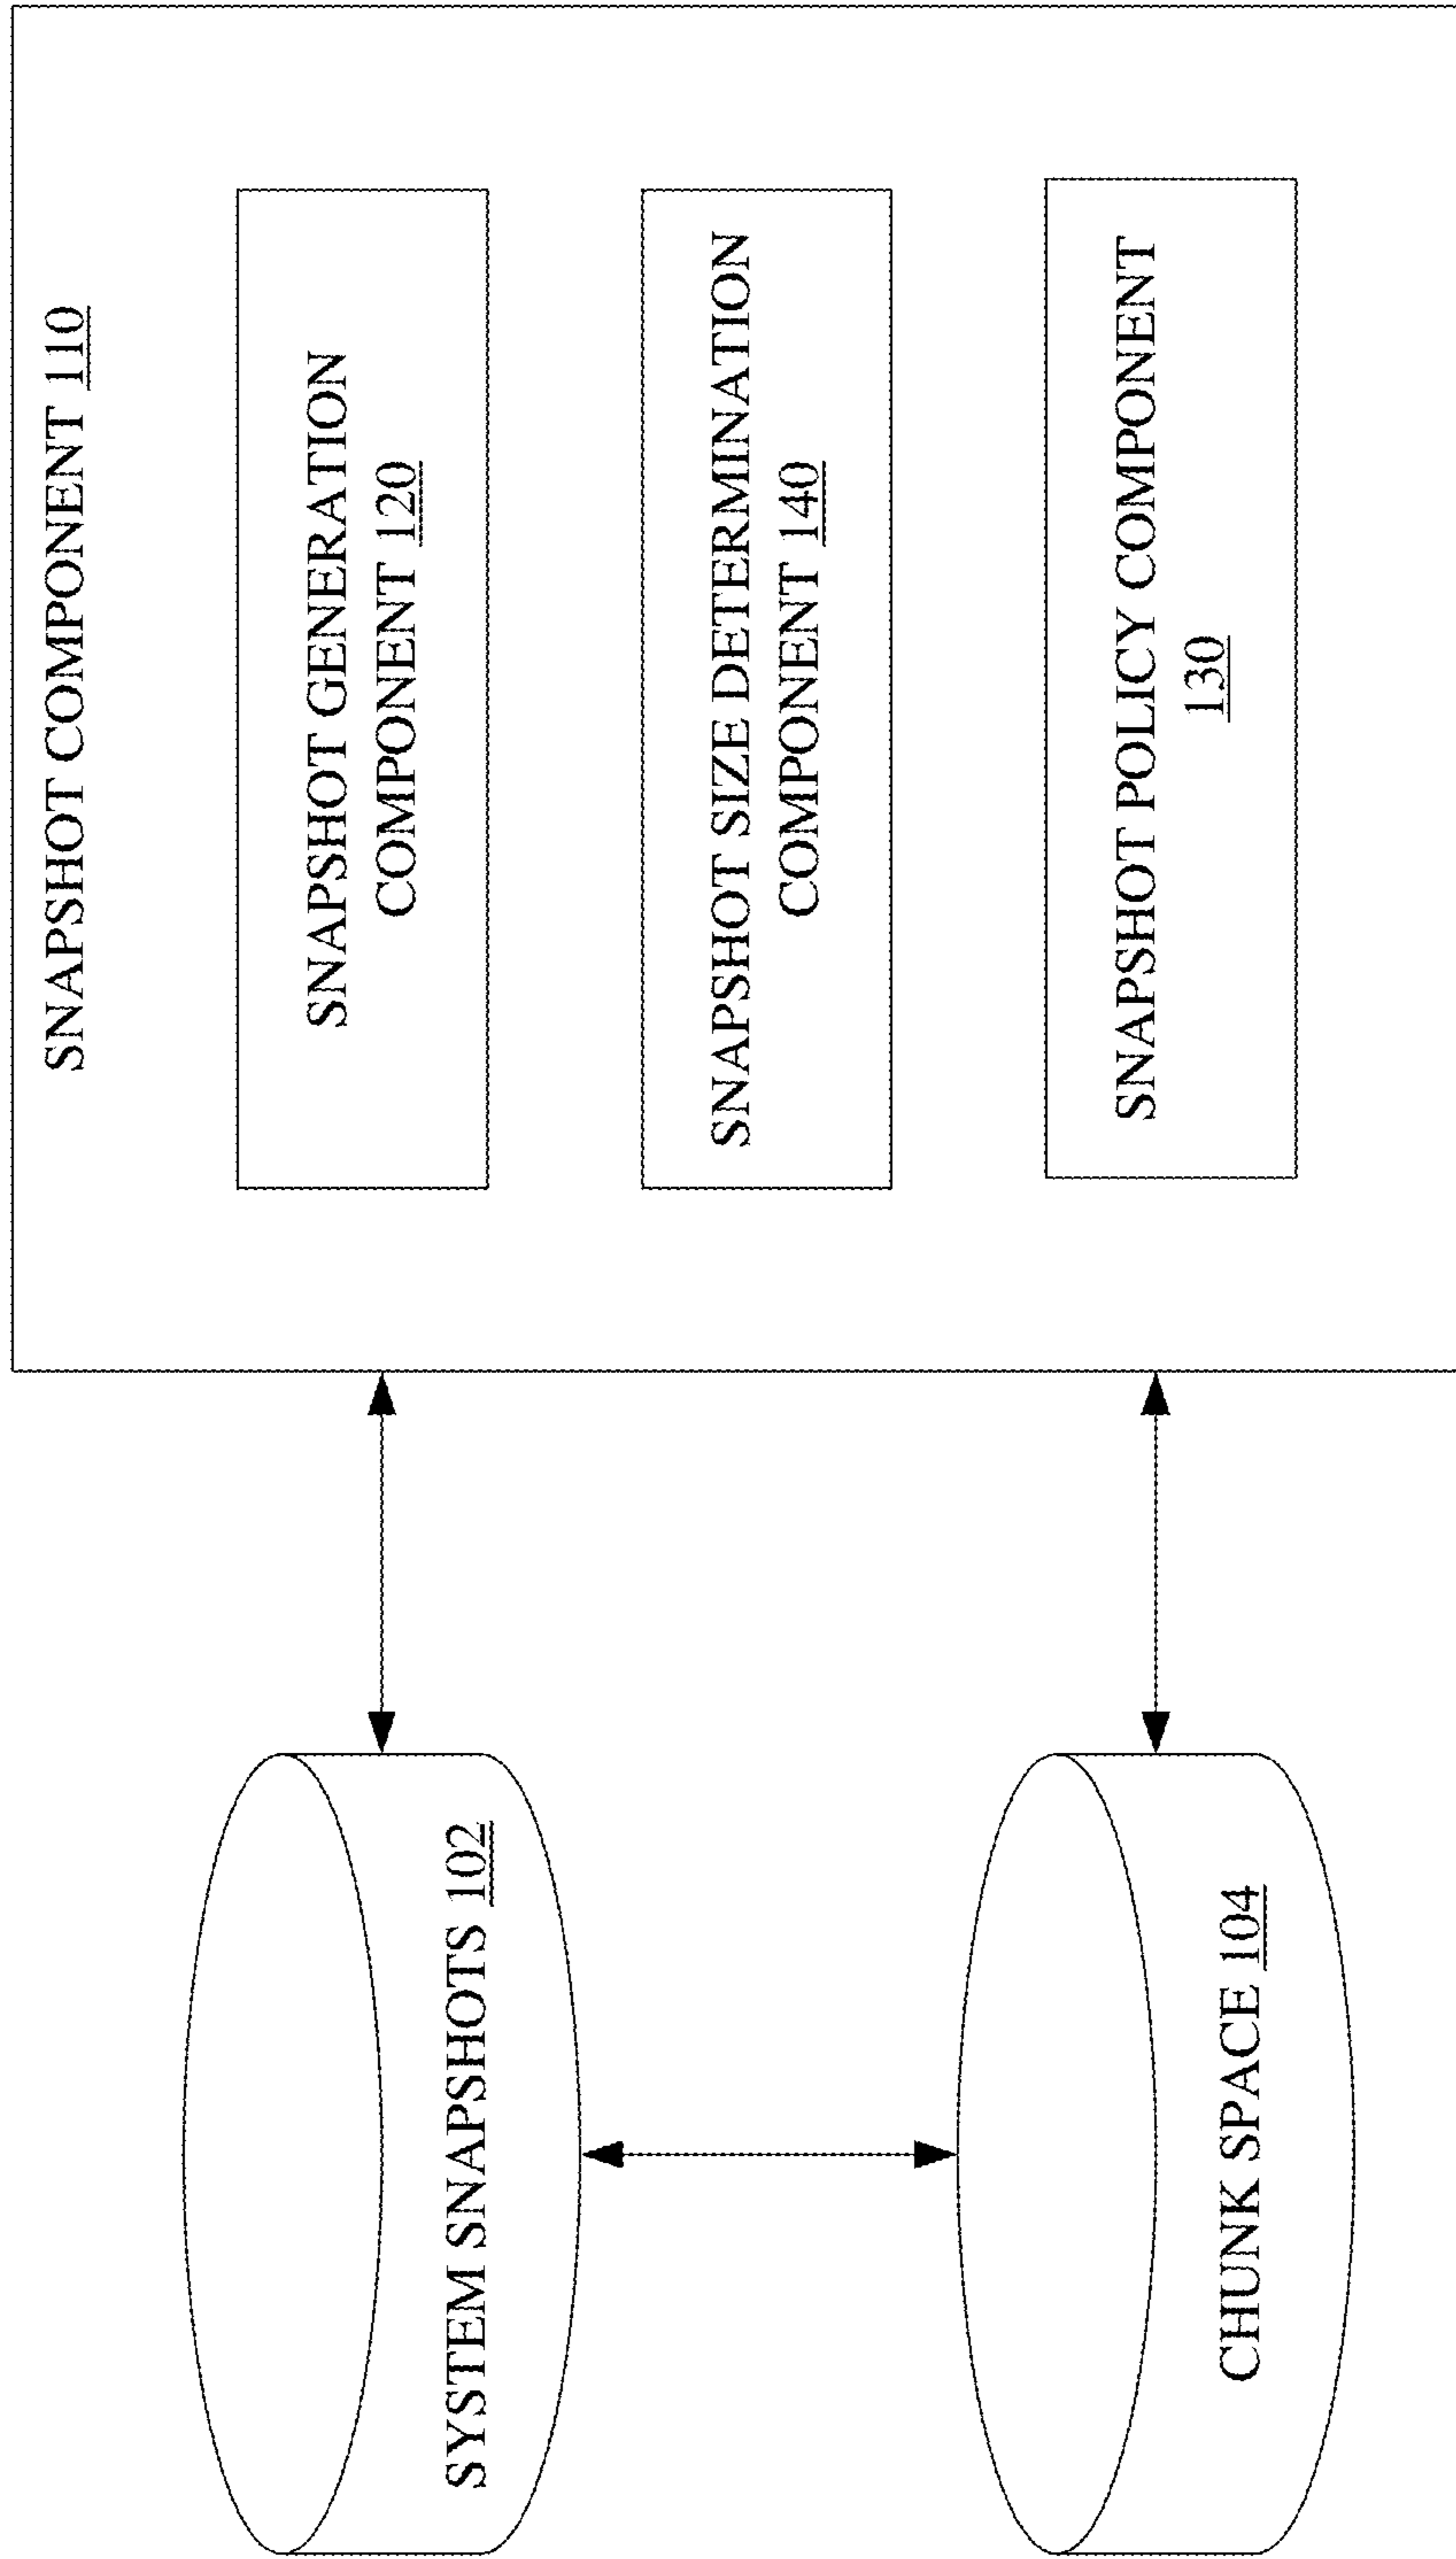 SYSTEM SNAPSHOTS 102
CHUNK SPACE 104
SNAPSHOT COMPONENT 110
SNAPSHOT GENERATION
COMPONENT 120
SNAPSHOT SIZE DETERMINATION
COMPONENT 140
SNAPSHOT POLICY COMPONENT
130